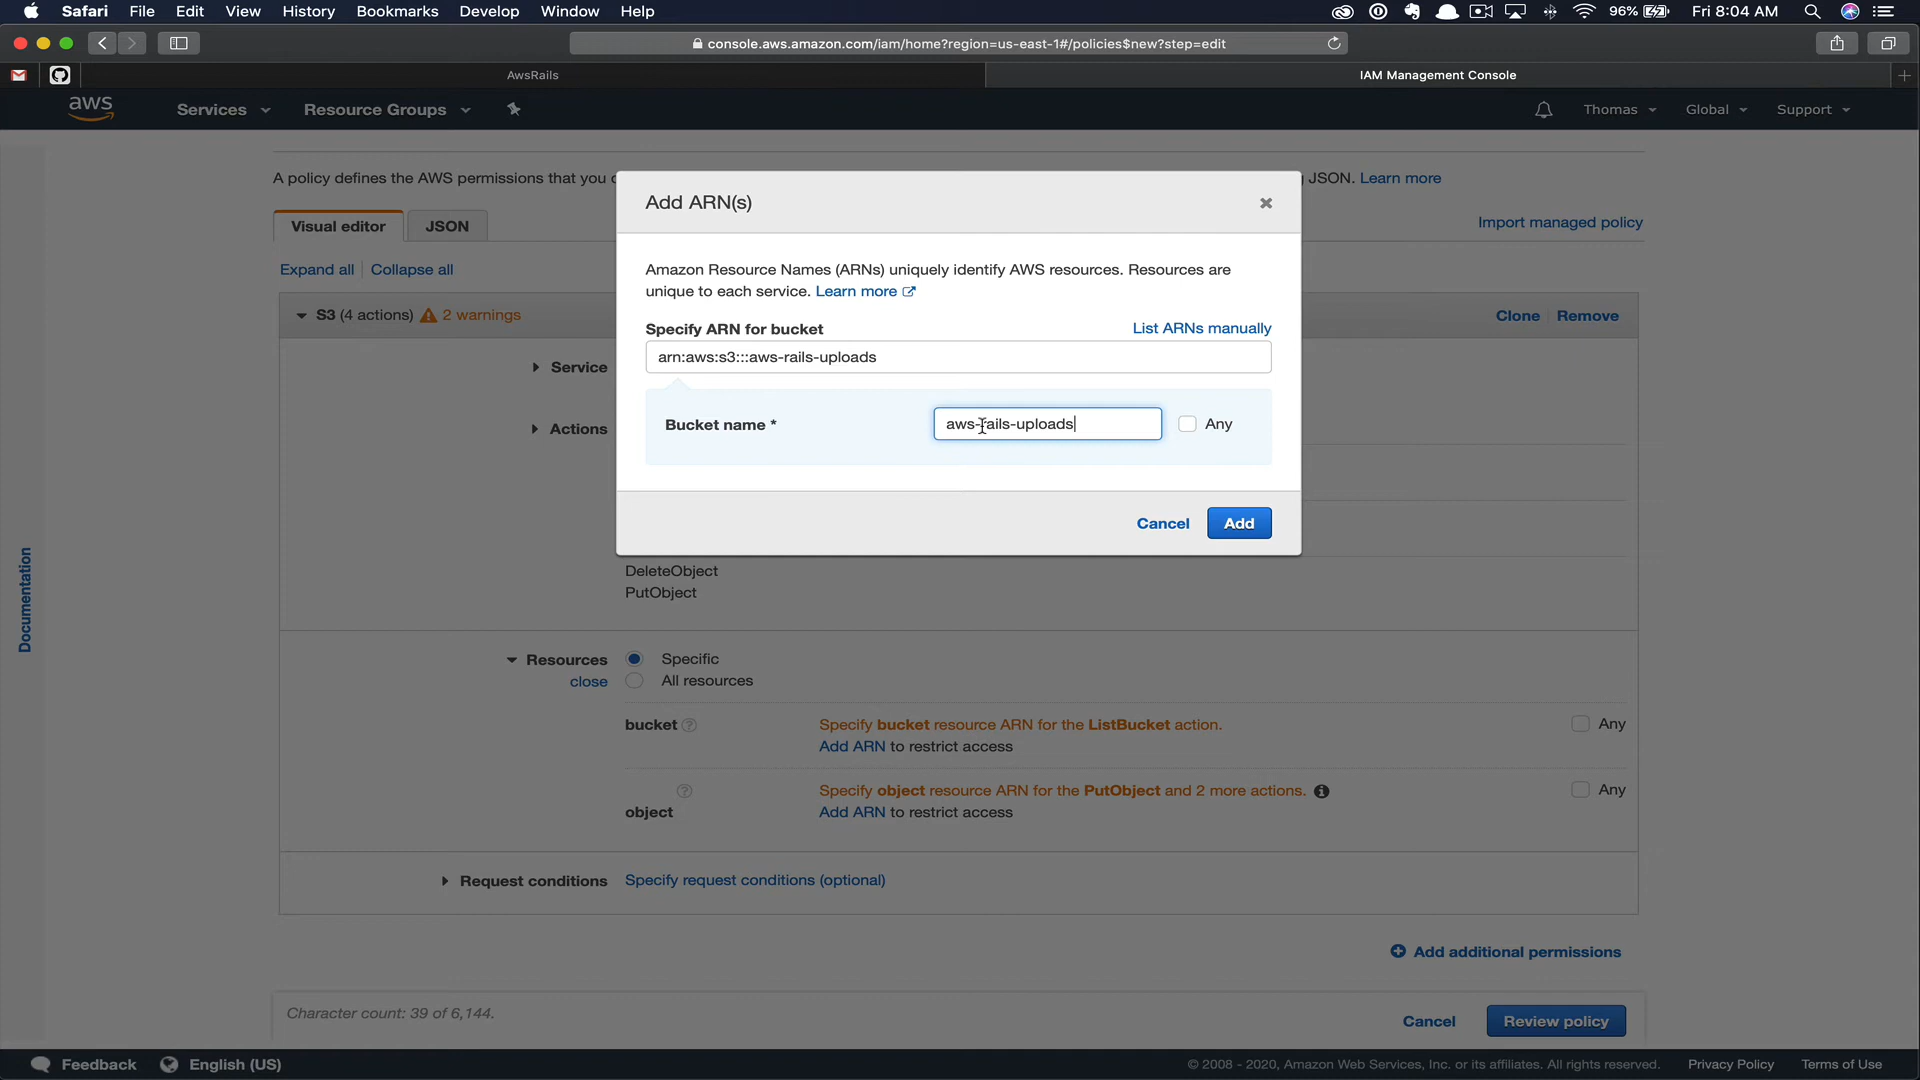 Safari File Edit View History Bookmarks Develop Window Help 96% Fri 8:04 AM
console.aws.amazon.com/iam/home?region=us-east-1#/policies$new?step=edit
AwsRails IAM Management Console
aws Services Resource Groups Thomas Global Support
A policy defines the AWS permissions that you c JSON. Learn more
Visual editor JSON Import managed policy
Expand all Collapse all
S3 (4 actions) 2 warnings Clone Remove
Service
Actions
Add ARN(s)
Amazon Resource Names (ARNs) uniquely identify AWS resources. Resources are
unique to each service. Learn more
Specify ARN for bucket List ARNs manually
arn:aws:s3:::aws-rails-uploads
Bucket name * aws-rails-uploads Any
Cancel Add
DeleteObject
PutObject
Resources Specific
close All resources
bucket Specify bucket resource ARN for the ListBucket action. Any
Add ARN to restrict access
Specify object resource ARN for the PutObject and 2 more actions. Any
object Add ARN to restrict access
Request conditions Specify request conditions (optional)
Add additional permissions
Character count: 39 of 6,144.
Cancel Review policy
Documentation
Feedback English (US) © 2008 - 2020, Amazon Web Services, Inc. or its affiliates. All rights reserved. Privacy Policy Terms of Use